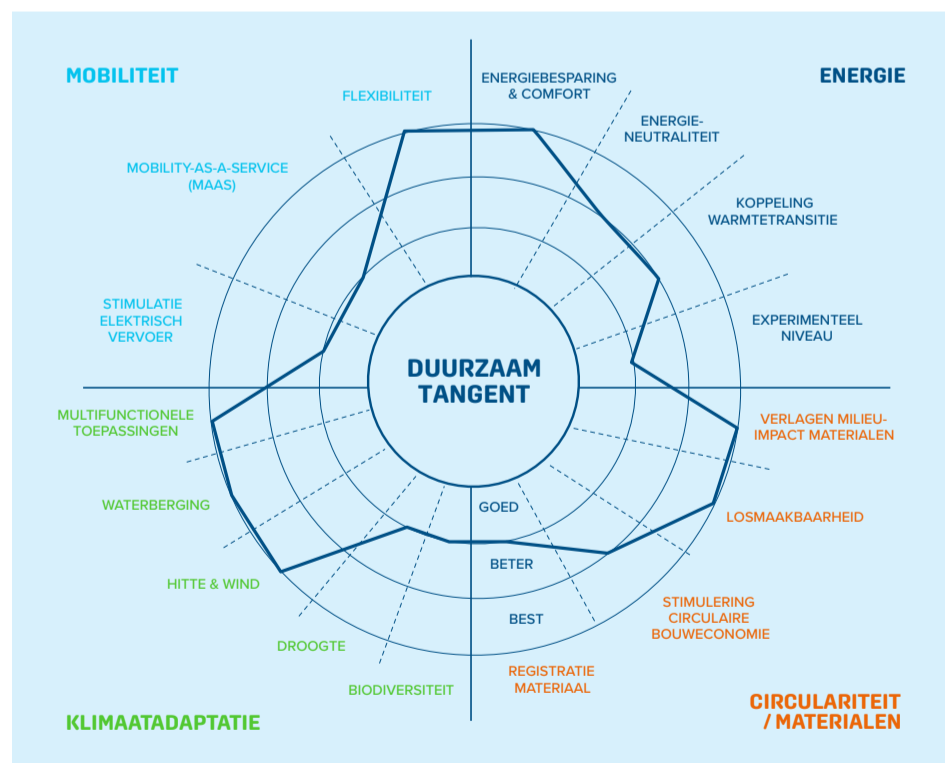 MOBILITEIT
ENERGIE
FLEXIBILITEIT
ENERGIEBESPARING
& COMFORT
ENERGIE-
NEUTRALITEIT
MOBILITY-AS-A-SERVICE
(MAAS)
KOPPELING
WARMTETRANSITIE
STIMULATIE
ELEKTRISCH
VERVOER
EXPERIMENTEEL
NIVEAU
DUURZAAM
TANGENT
MULTIFUNCTIONELE
TOEPASSINGEN
VERLAGEN MILIEU-
IMPACT MATERIALEN
WATERBERGING
GOED
LOSMAAKBAARHEID
HITTE & WIND
BETER
STIMULERING
CIRCULAIRE
BOUWECONOMIE
BEST
DROOGTE
REGISTRATIE
MATERIAAL
BIODIVERSITEIT
KLIMAATADAPTATIE
CIRCULARITEIT
/ MATERIALEN